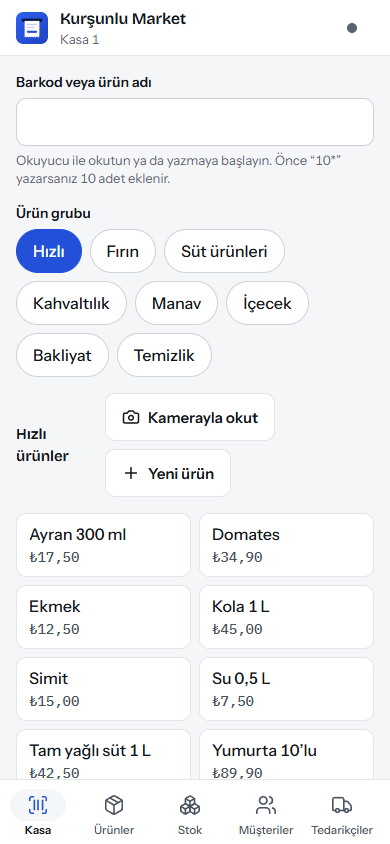 Kurşunlu Market
Kasa 1
Barkod veya ürün adı
Okuyucu ile okutun ya da yazmaya başlayın. Önce “10*”
yazarsanız 10 adet eklenir.
Ürün grubu
Hızlı
Fırın
Süt ürünleri
Kahvaltılık
Manav
İçecek
Bakliyat
Temizlik
Hızlı
ürünler
Kamerayla okut
Yeni ürün
Ayran 300 ml
₺17,50
Domates
₺34,90
Ekmek
₺12,50
Kola 1 L
₺45,00
Simit
₺15,00
Su 0,5 L
₺7,50
Tam yağlı süt 1 L
₺42,50
Yumurta 10’lu
₺89,90
Kasa
Ürünler
Stok
Müşteriler
Tedarikçiler